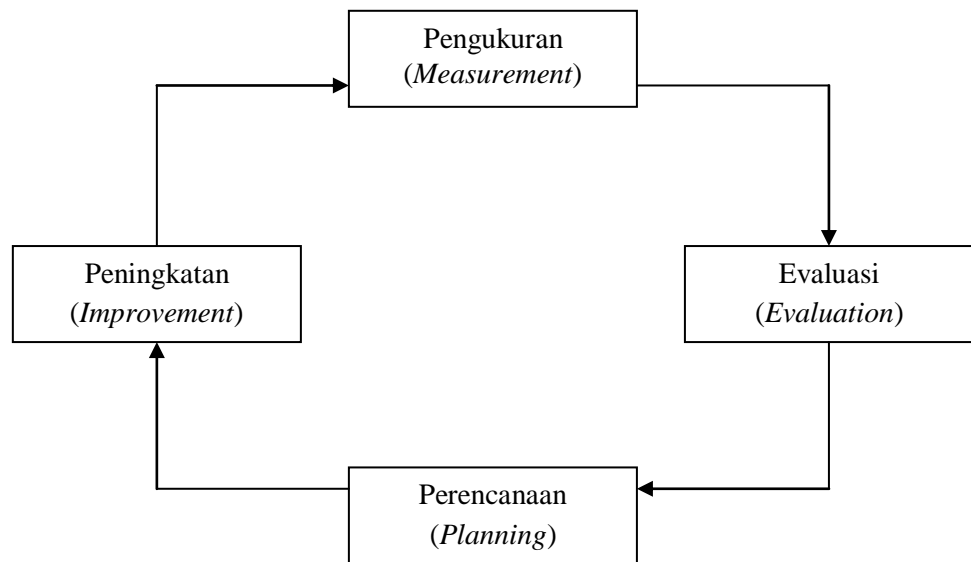 Pengukuran
(Measurement)
Peningkatan
(Improvement)
Evaluasi
(Evaluation)
Perencanaan
(Planning)